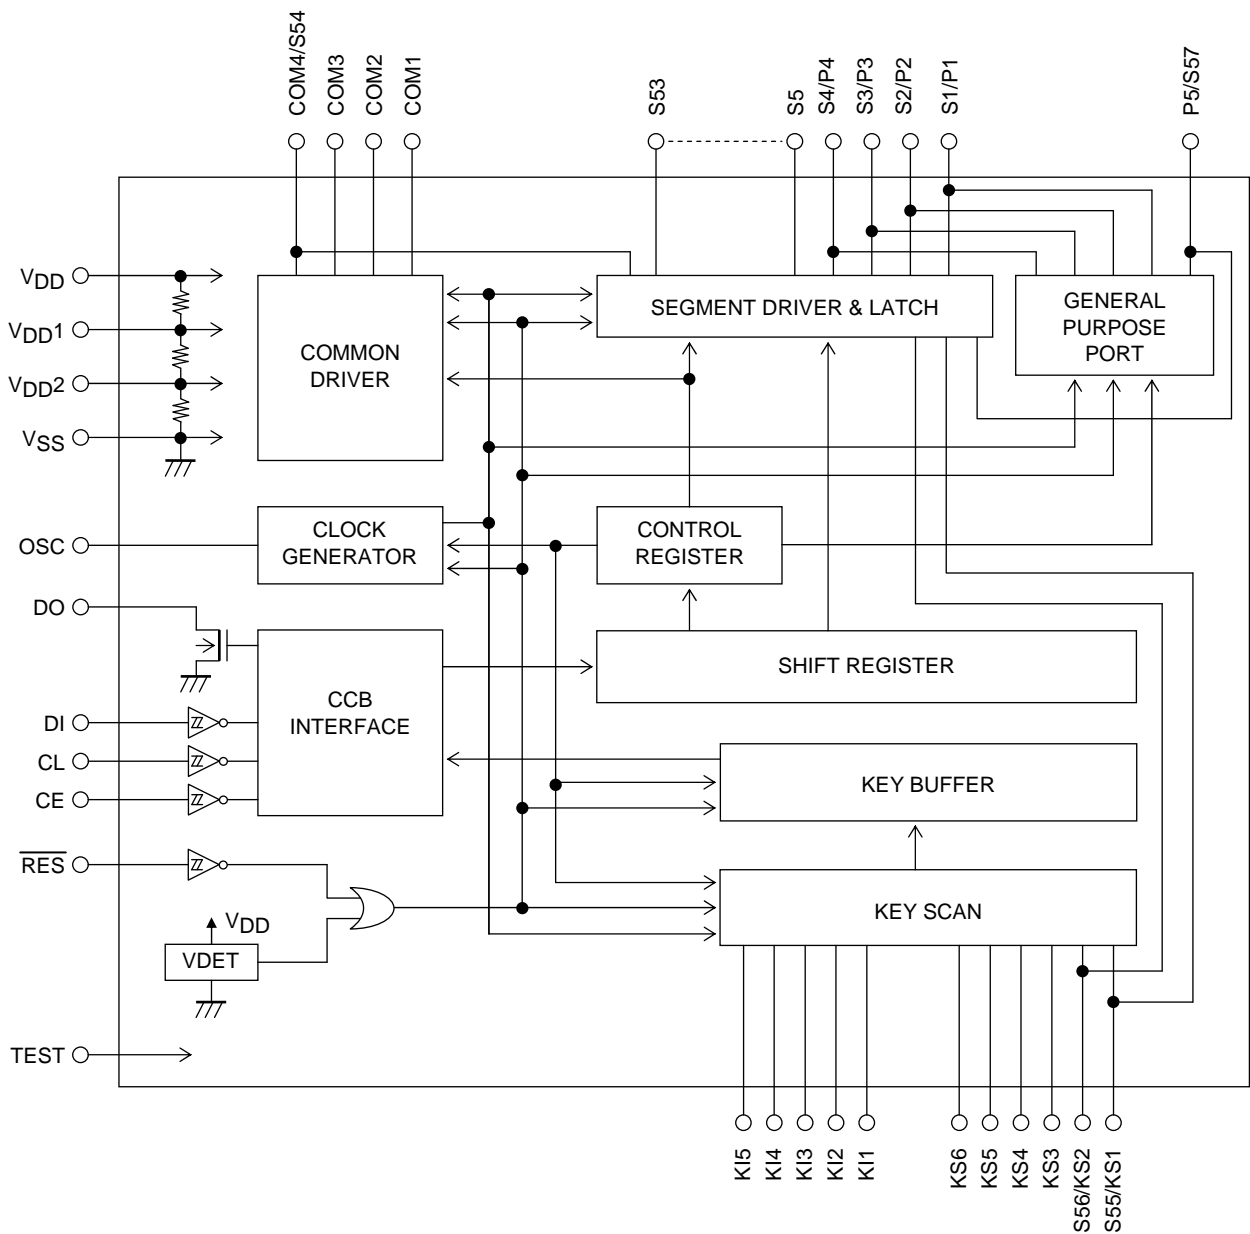 COM4/S54
COM3
COM2
COM1
S53
S5
S4/P4
S3/P3
S2/P2
S1/P1
P5/S57
VDD
VDD1
VDD2
VSS
COMMON
DRIVER
SEGMENT DRIVER & LATCH
GENERAL
PURPOSE
PORT
OSC
CLOCK
GENERATOR
CONTROL
REGISTER
DO
CCB
INTERFACE
SHIFT REGISTER
DI
CL
CE
KEY BUFFER
RES
VDD
VDET
KEY SCAN
TEST
KI5
KI4
KI3
KI2
KI1
KS6
KS5
KS4
KS3
S56/KS2
S55/KS1